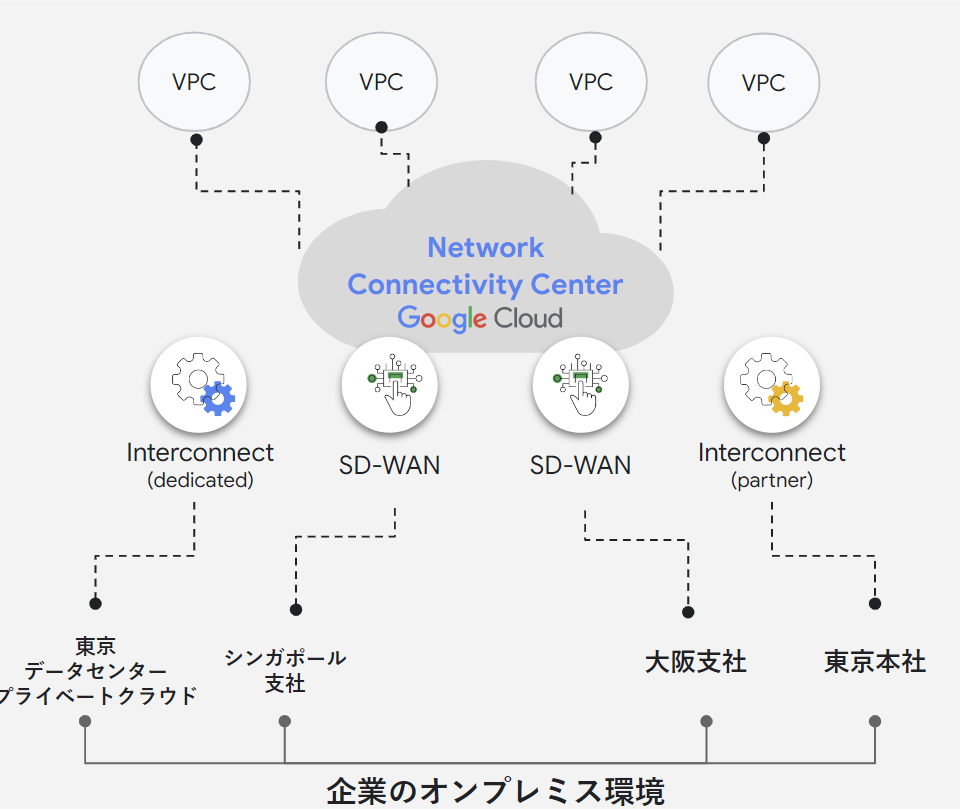 VPC
VPC
VPC
VPC
Network
Connectivity Center
Google Cloud
Interconnect
(dedicated)
SD-WAN
SD-WAN
Interconnect
(partner)
東京
データセンター
プライベートクラウド
シンガポール
支社
大阪支社
東京本社
企業のオンプレミス環境